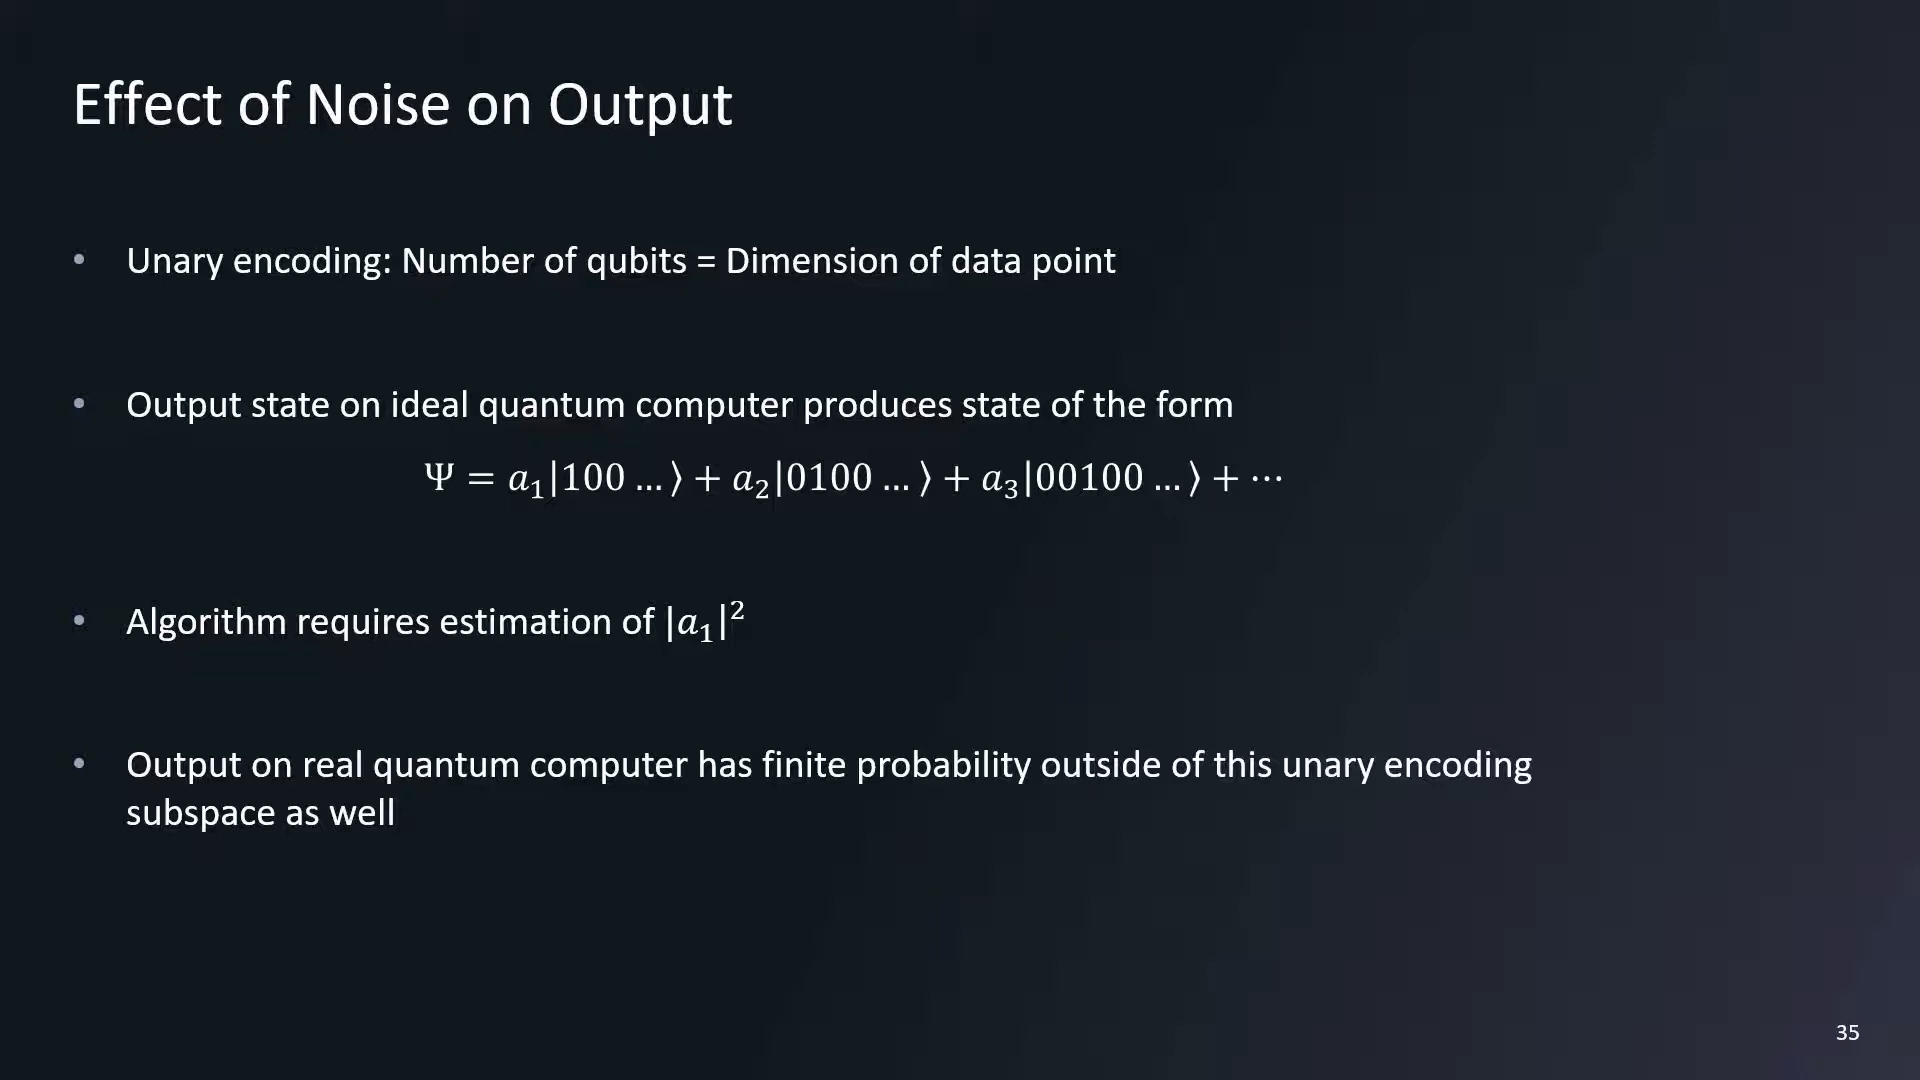 Effect of Noise on Output
• Unary encoding: Number of qubits = Dimension of data point
• Output state on ideal quantum computer produces state of the form
Ψ = a₁|100 … ⟩ + a₂|0100 … ⟩ + a₃|00100 … ⟩ + ⋯
• Algorithm requires estimation of |a₁|²
• Output on real quantum computer has finite probability outside of this unary encoding
subspace as well
35